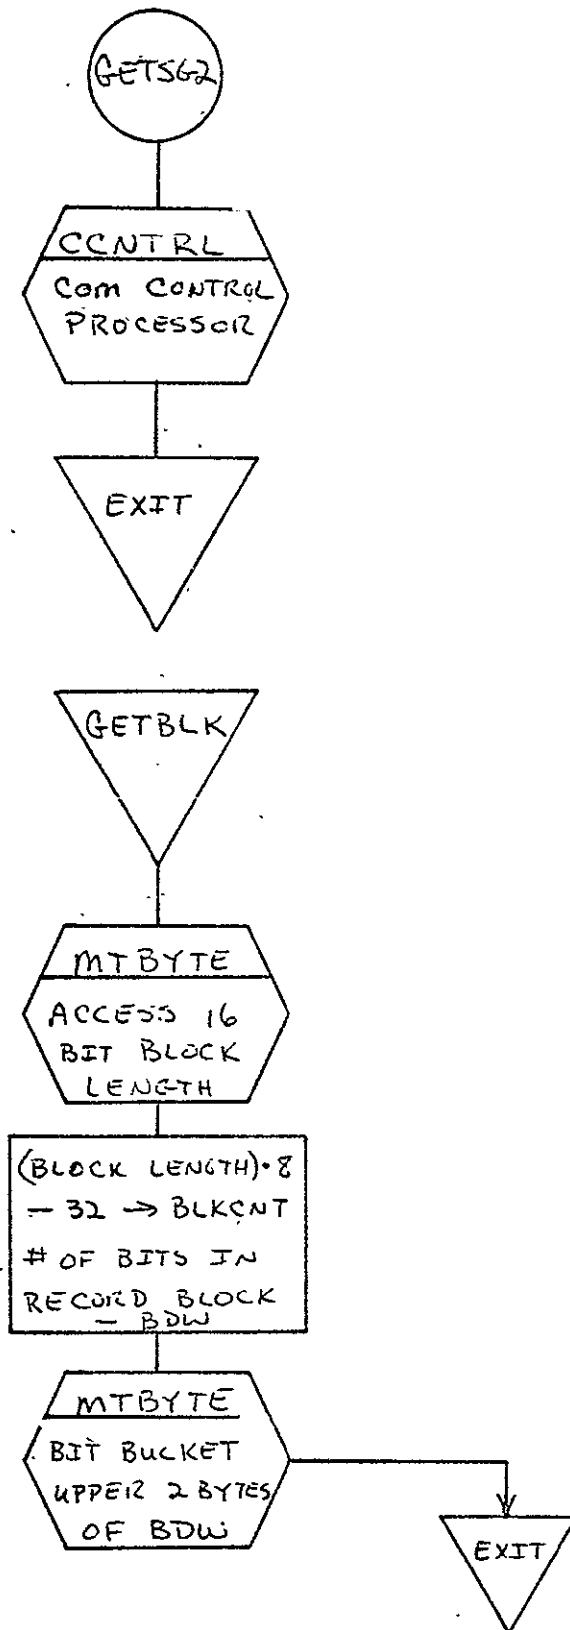 GETSG2
CCNTRL
COM CONTROL
PROCESSOR
EXIT
GETBLK
MTBYTE
ACCESS 16
BIT BLOCK
LENGTH
(BLOCK LENGTH)·8
— 32 → BLKCNT
# OF BITS IN
RECORD BLOCK
— BDW
MTBYTE
BIT BUCKET
UPPER 2 BYTES
OF BDW
EXIT